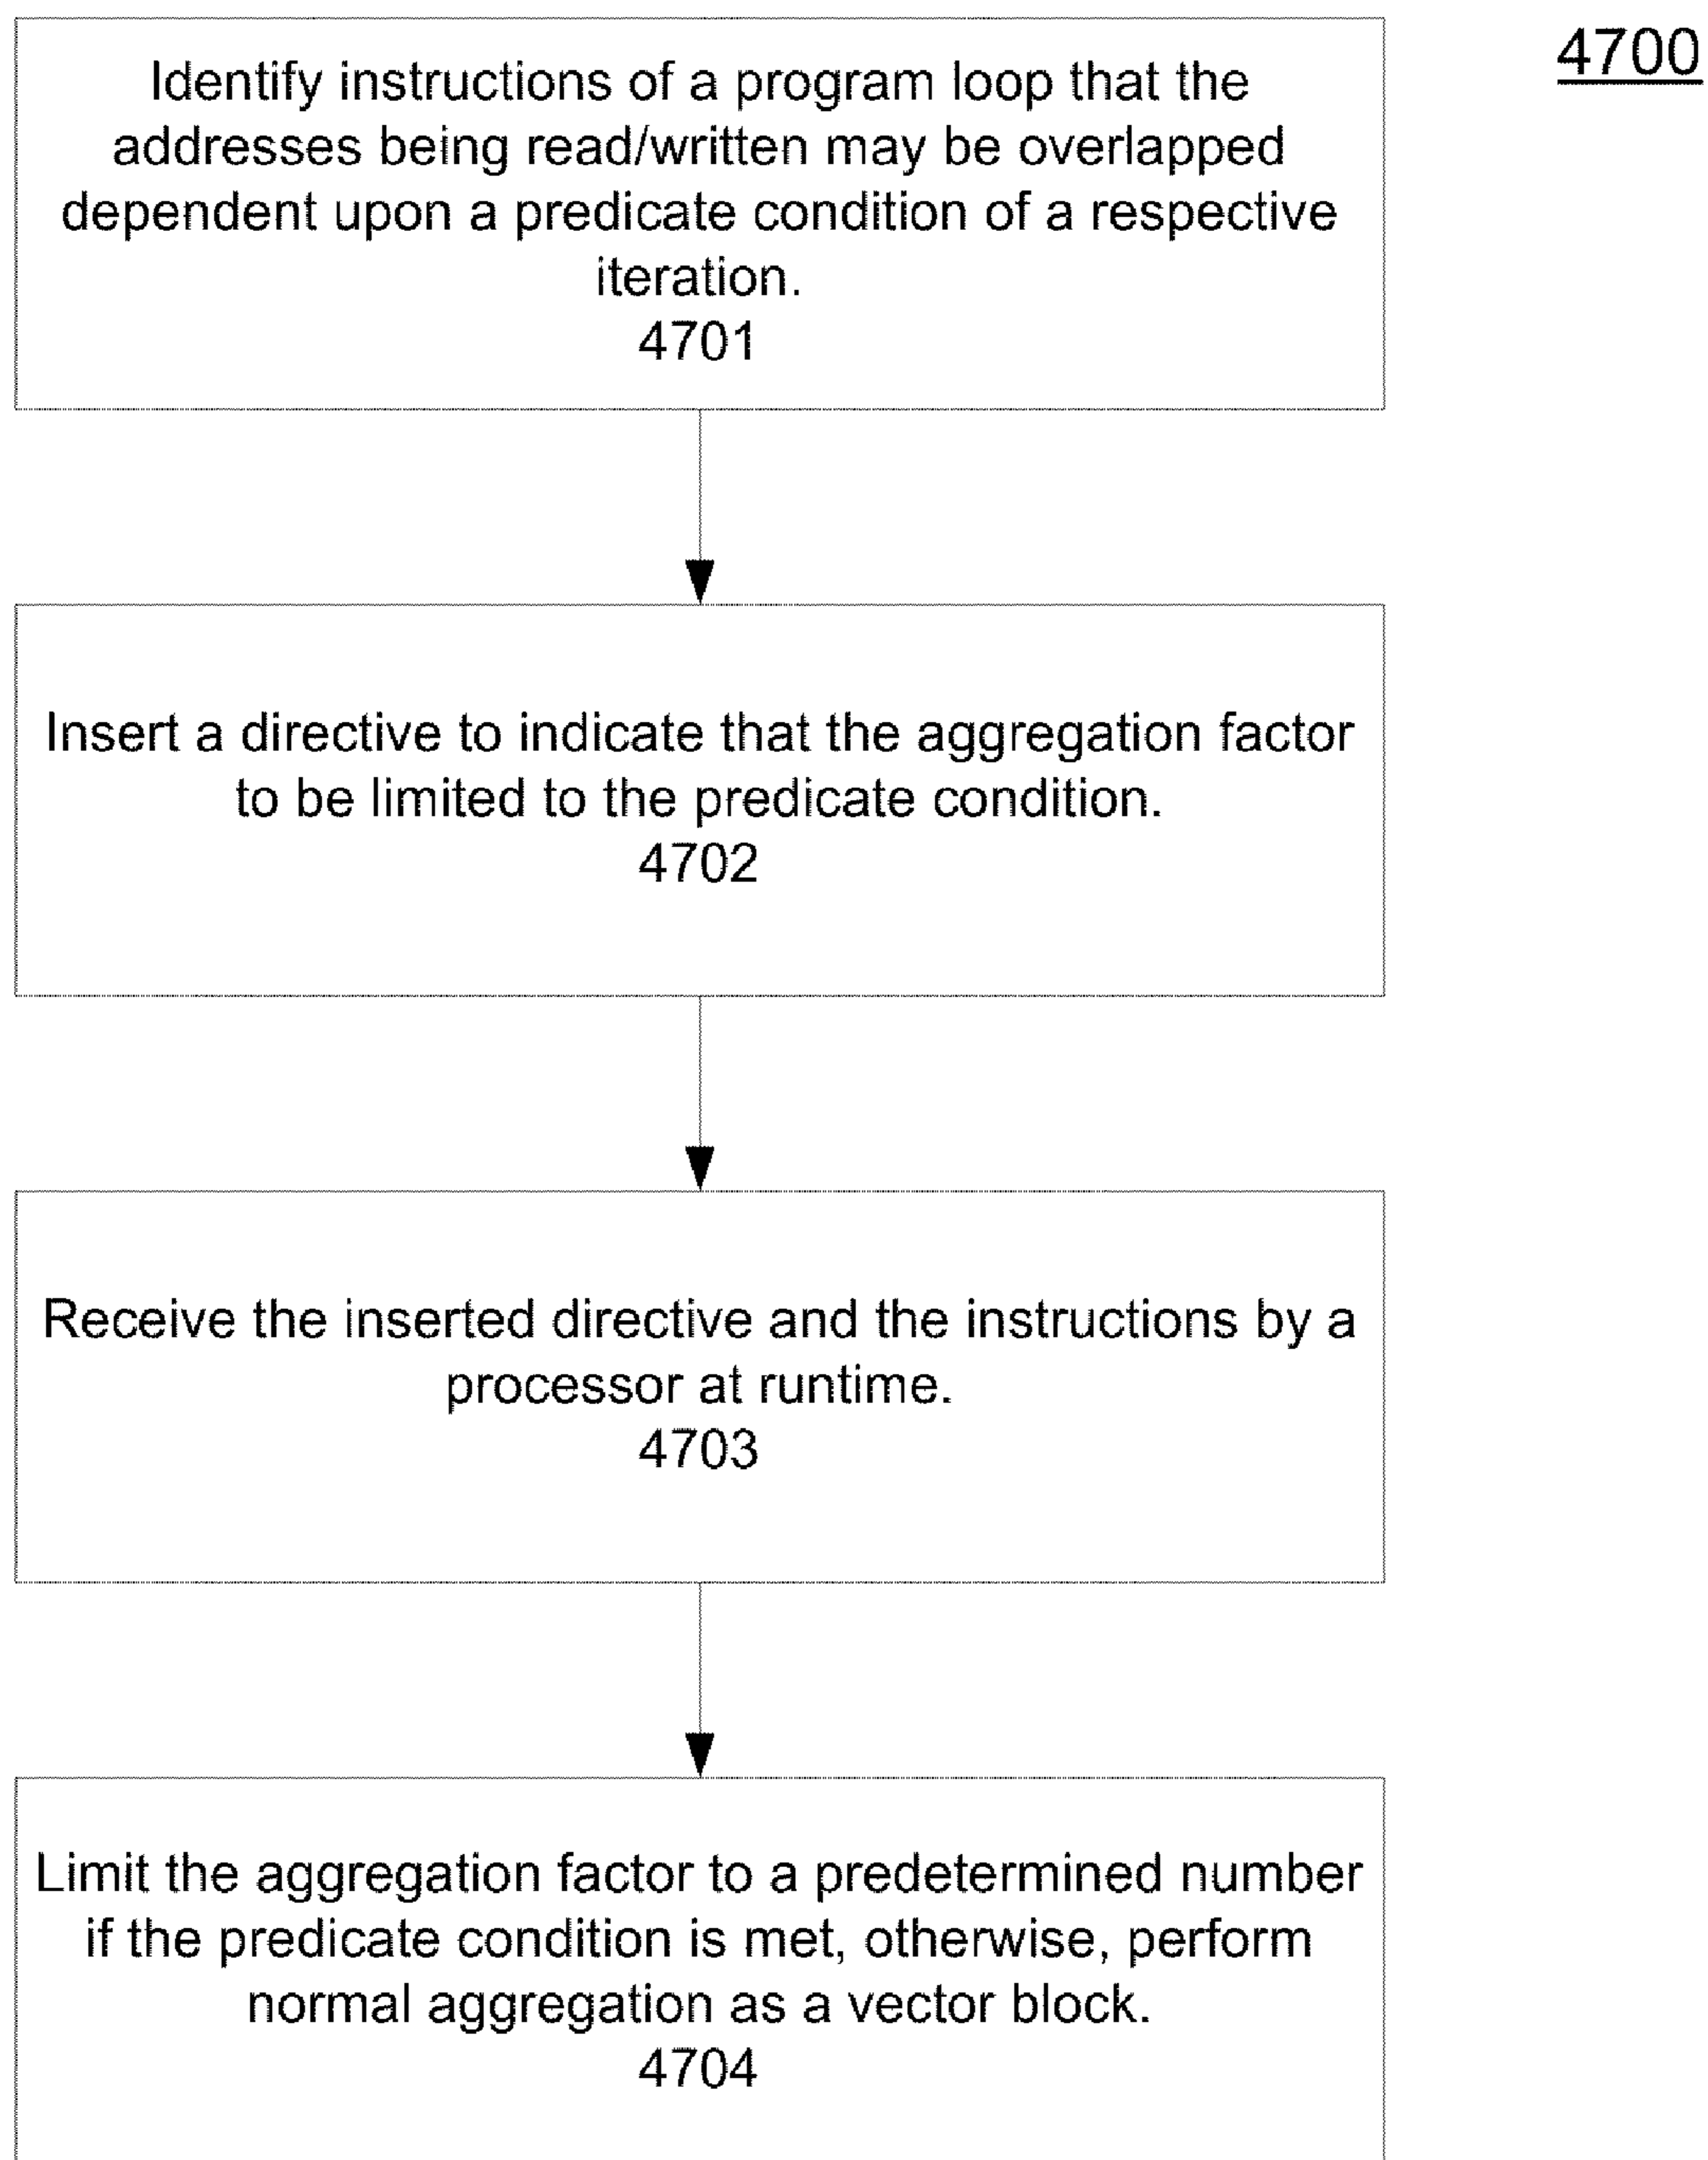 4700
Identify instructions of a program loop that the
addresses being read/written may be overlapped
dependent upon a predicate condition of a respective
iteration.
4701
Insert a directive to indicate that the aggregation factor
to be limited to the predicate condition.
4702
Receive the inserted directive and the instructions by a
processor at runtime.
4703
Limit the aggregation factor to a predetermined number
if the predicate condition is met, otherwise, perform
normal aggregation as a vector block.
4704